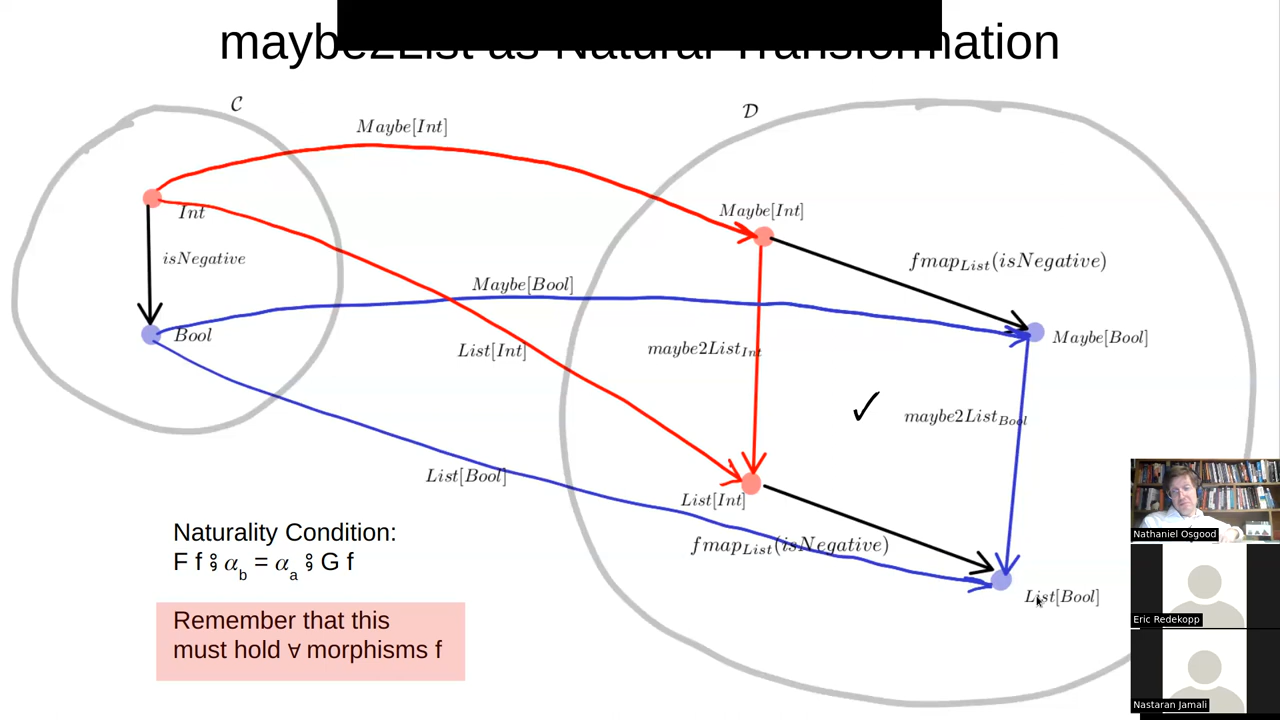 maybe2List as Natural Transformation
𝒞
𝒟
Maybe[Int]
Int
isNegative
Bool
Maybe[Int]
fmap_List(isNegative)
Maybe[Bool]
Maybe[Bool]
List[Int]
maybe2List_Int
maybe2List_Bool
✓
List[Bool]
List[Int]
fmap_List(isNegative)
List[Bool]
Naturality Condition:
F f ⨟ α_b = α_a ⨟ G f
Remember that this
must hold ∀ morphisms f
Nathaniel Osgood
Eric Redekopp
Nastaran Jamali